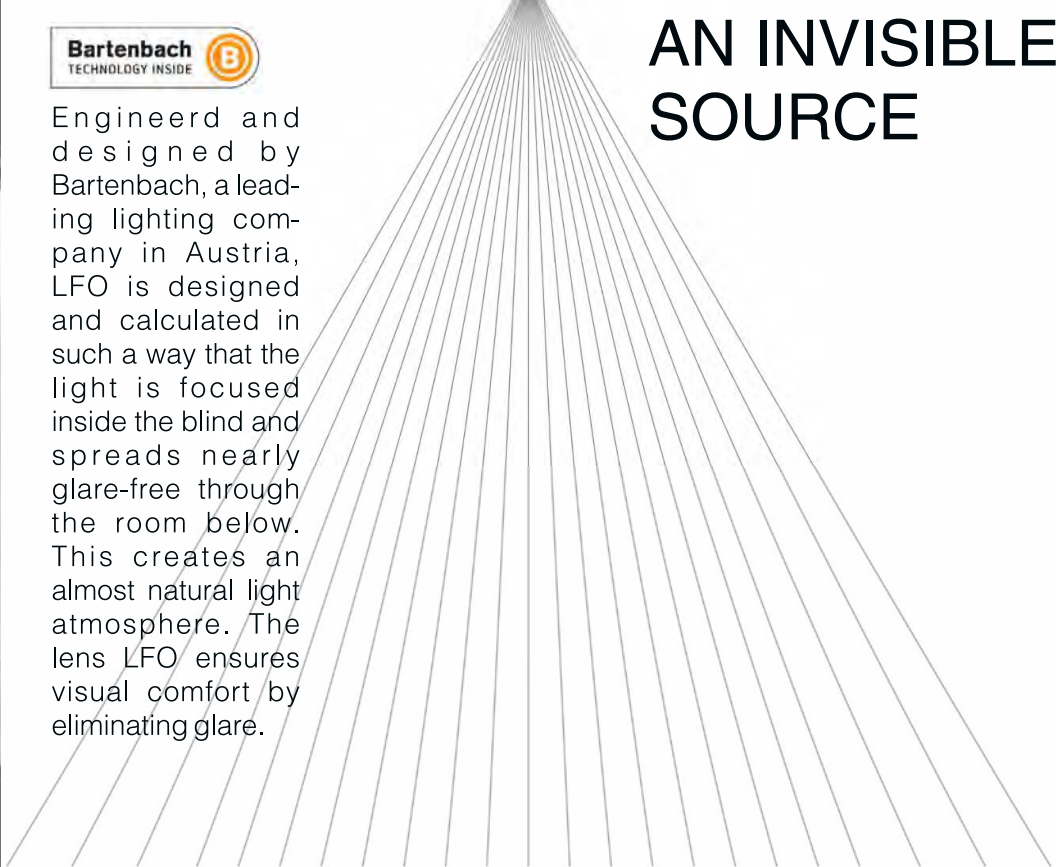 Bartenbach
TECHNOLOGY INSIDE
B
AN INVISIBLE
SOURCE
Engineerd and
designed by
Bartenbach, a lead-
ing lighting com-
pany in Austria,
LFO is designed
and calculated in
such a way that the
light is focused
inside the blind and
spreads nearly
glare-free through
the room below.
This creates an
almost natural light
atmosphere. The
lens LFO ensures
visual comfort by
eliminating glare.